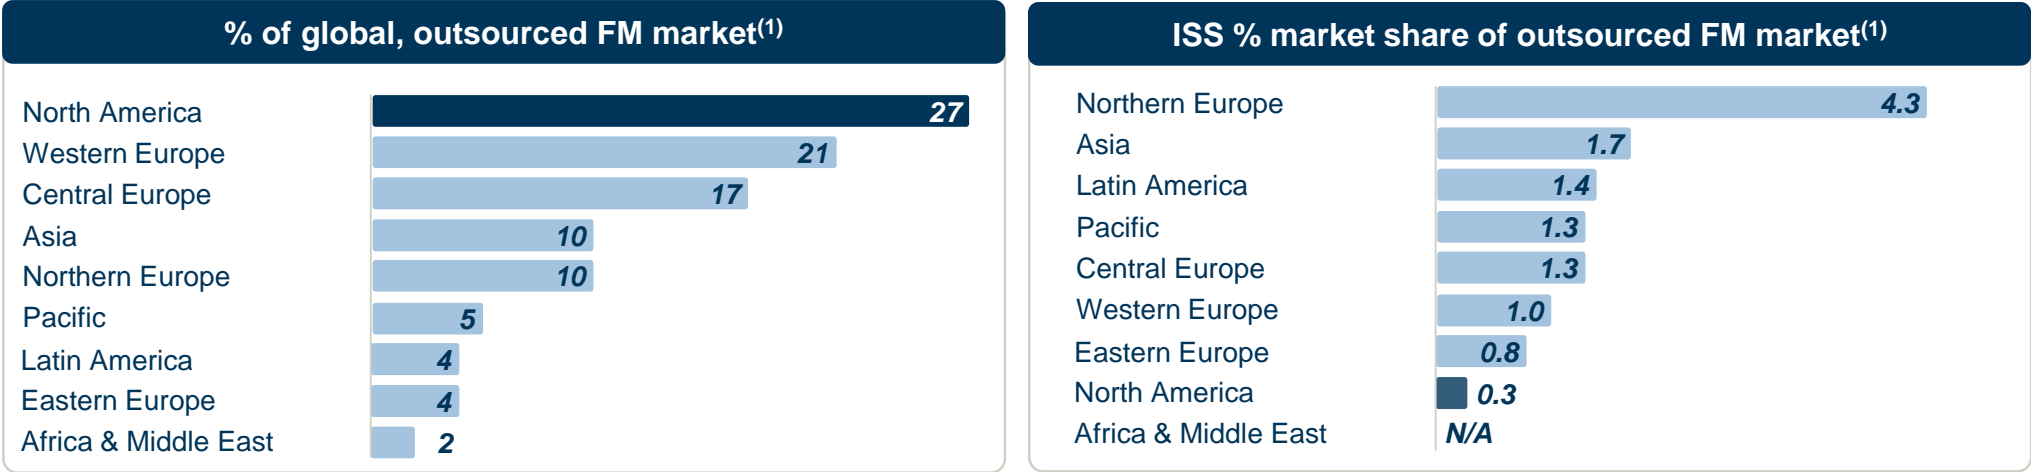 % of global, outsourced FM market(1)
North America 27
Western Europe 21
Central Europe 17
Asia 10
Northern Europe 10
Pacific 5
Latin America 4
Eastern Europe 4
Africa & Middle East 2
ISS % market share of outsourced FM market(1)
Northern Europe 4.3
Asia 1.7
Latin America 1.4
Pacific 1.3
Central Europe 1.3
Western Europe 1.0
Eastern Europe 0.8
North America 0.3
Africa & Middle East N/A